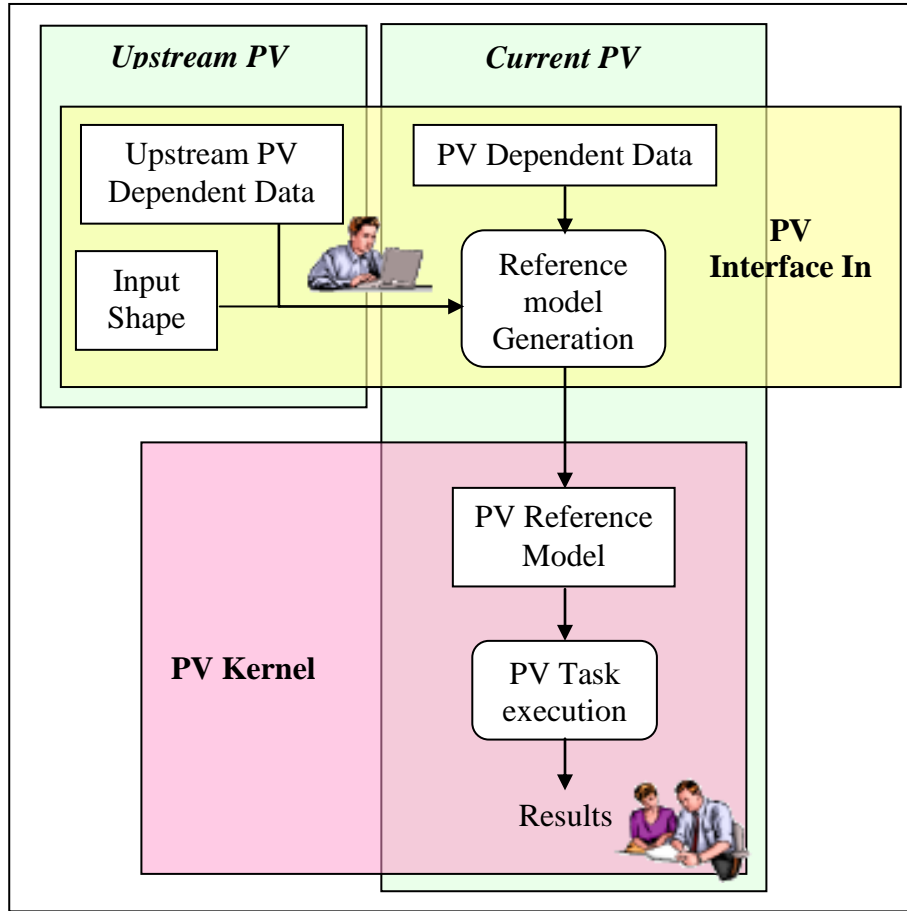 Upstream PV
Current PV
Upstream PV
Dependent Data
PV Dependent Data
PV
Interface In
Input
Shape
Reference
model
Generation
PV Reference
Model
PV Kernel
PV Task
execution
Results